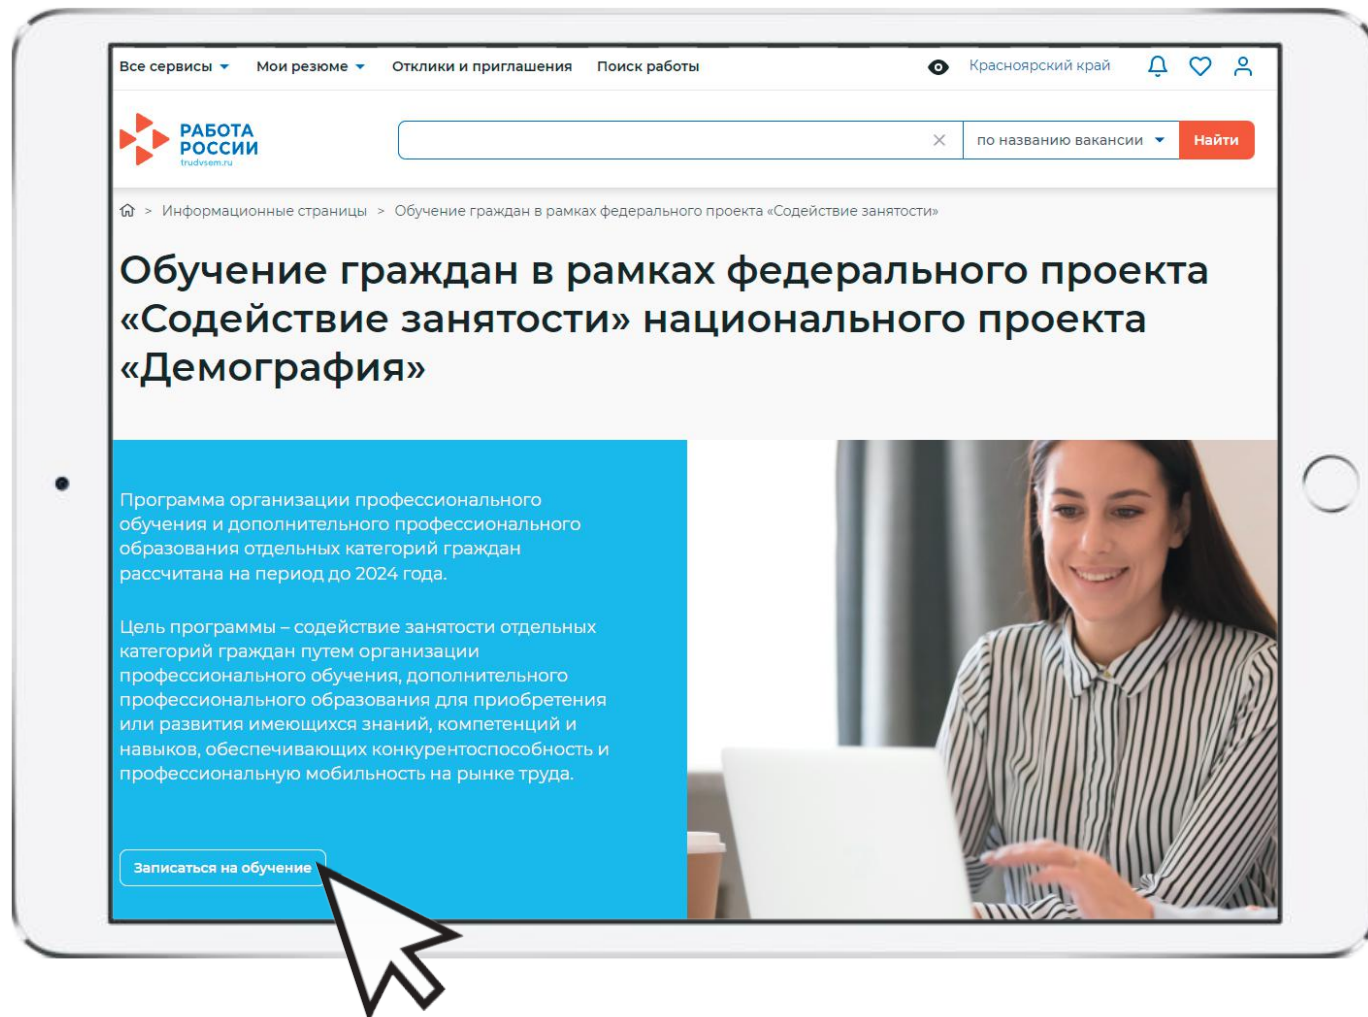 Все сервисы Мои резюме Отклики и приглашения Поиск работы Красноярский край
РАБОТА
РОССИИ
trudvsem.ru
по названию вакансии Найти
> Информационные страницы > Обучение граждан в рамках федерального проекта «Содействие занятости»
Обучение граждан в рамках федерального проекта
«Содействие занятости» национального проекта
«Демография»
Программа организации профессионального
обучения и дополнительного профессионального
образования отдельных категорий граждан
рассчитана на период до 2024 года.
Цель программы – содействие занятости отдельных
категорий граждан путем организации
профессионального обучения, дополнительного
профессионального образования для приобретения
или развития имеющихся знаний, компетенций и
навыков, обеспечивающих конкурентоспособность и
профессиональную мобильность на рынке труда.
Записаться на обучение